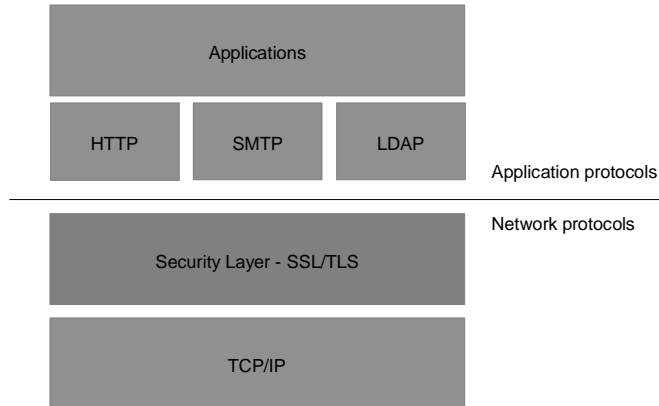 Applications
HTTP
SMTP
LDAP
Application protocols
Network protocols
Security Layer - SSL/TLS
TCP/IP